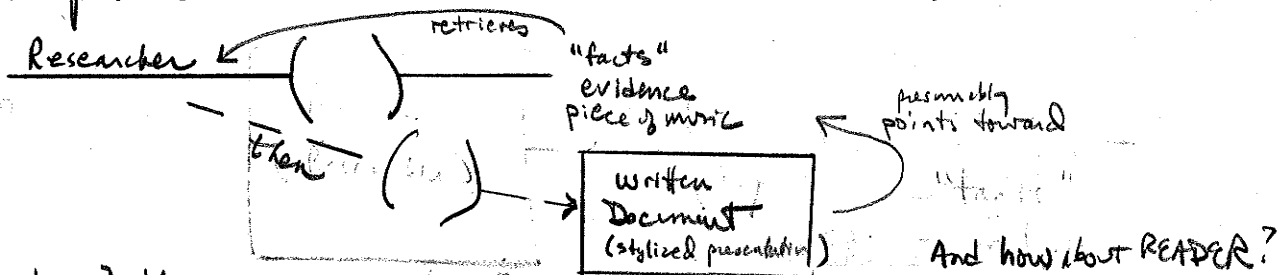 retrieves
Researcher
"facts"
evidence
piece of music
presumably
points toward
then
written
Document
(stylized presentation)
And how about READER?